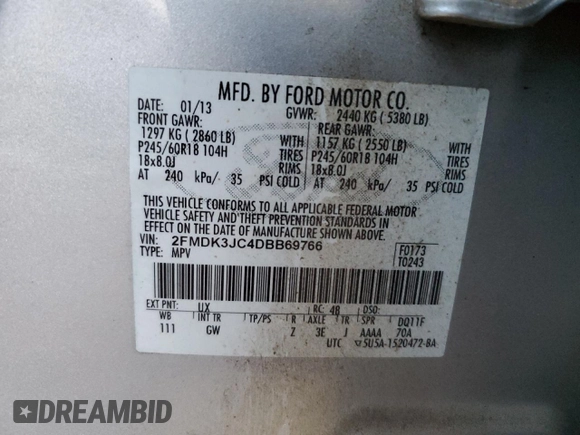 MFD. BY FORD MOTOR CO.
DATE: 01/13 GVWR: 2440 KG ( 5380 LB)
FRONT GAWR: REAR GAWR:
1297 KG ( 2860 LB) 1157 KG ( 2550 LB)
P245/60R18 104H TIRES P245/60R18 104H TIRES
18x8.0J RIMS 18x8.0J RIMS
AT 240 kPa/ 35 PSI COLD AT 240 kPa/ 35 PSI COLD
THIS VEHICLE CONFORMS TO ALL APPLICABLE FEDERAL MOTOR
VEHICLE SAFETY AND THEFT PREVENTION STANDARDS IN
EFFECT ON THE DATE OF MANUFACTURE SHOWN ABOVE.
VIN: 2FMDK3JC4DBB69766 F0173
TYPE: MPV T0243
EXT PNT: UX RC: 48 DSO:
WB INT TR TP/PS R AXLE TR SPR DQ11F
111 GW Z 3E J AAAA 70A
UTC 5U5A-1520472-BA
DREAMBID